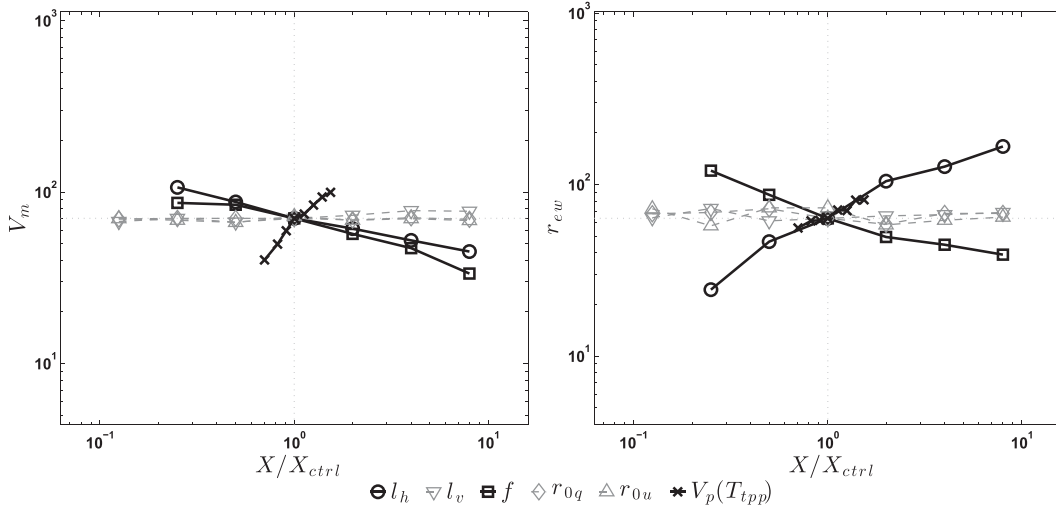 10³ 10³
V_m r_ew
10² 10²
10¹ 10¹
10⁻¹ 10⁰ 10¹ 10⁻¹ 10⁰ 10¹
X/X_ctrl X/X_ctrl
l_h l_v f r_0q r_0u V_p(T_tpp)